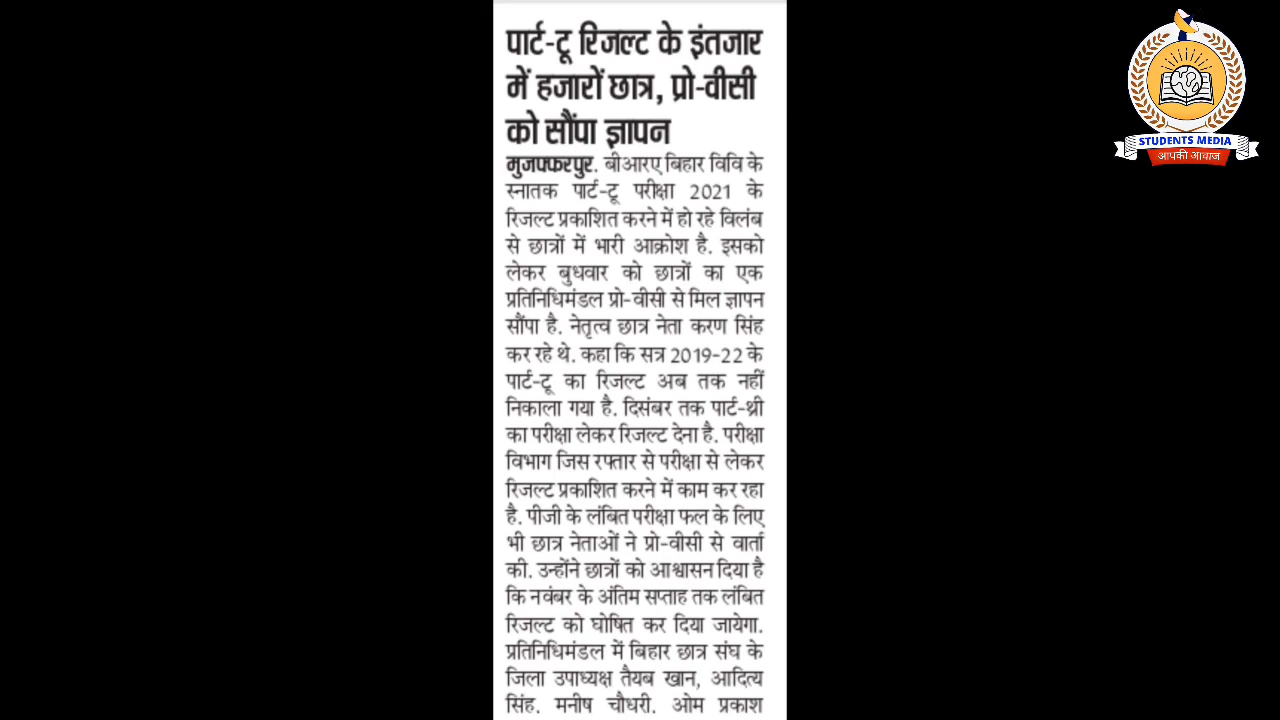 पार्ट-टू रिजल्ट के इंतजार
में हजारों छात्र, प्रो-वीसी
को सौंपा ज्ञापन
मुजफ्फरपुर. बीआरए बिहार विवि के
स्नातक पार्ट-टू परीक्षा 2021 के
रिजल्ट प्रकाशित करने में हो रहे विलंब
से छात्रों में भारी आक्रोश है. इसको
लेकर बुधवार को छात्रों का एक
प्रतिनिधिमंडल प्रो-वीसी से मिल ज्ञापन
सौंपा है. नेतृत्व छात्र नेता करण सिंह
कर रहे थे. कहा कि सत्र 2019-22 के
पार्ट-टू का रिजल्ट अब तक नहीं
निकाला गया है. दिसंबर तक पार्ट-थ्री
का परीक्षा लेकर रिजल्ट देना है. परीक्षा
विभाग जिस रफ्तार से परीक्षा से लेकर
रिजल्ट प्रकाशित करने में काम कर रहा
है. पीजी के लंबित परीक्षा फल के लिए
भी छात्र नेताओं ने प्रो-वीसी से वार्ता
की. उन्होंने छात्रों को आश्वासन दिया है
कि नवंबर के अंतिम सप्ताह तक लंबित
रिजल्ट को घोषित कर दिया जायेगा.
प्रतिनिधिमंडल में बिहार छात्र संघ के
जिला उपाध्यक्ष तैयब खान, आदित्य
सिंह, मनीष चौधरी, ओम प्रकाश
STUDENTS MEDIA
आपकी आवाज